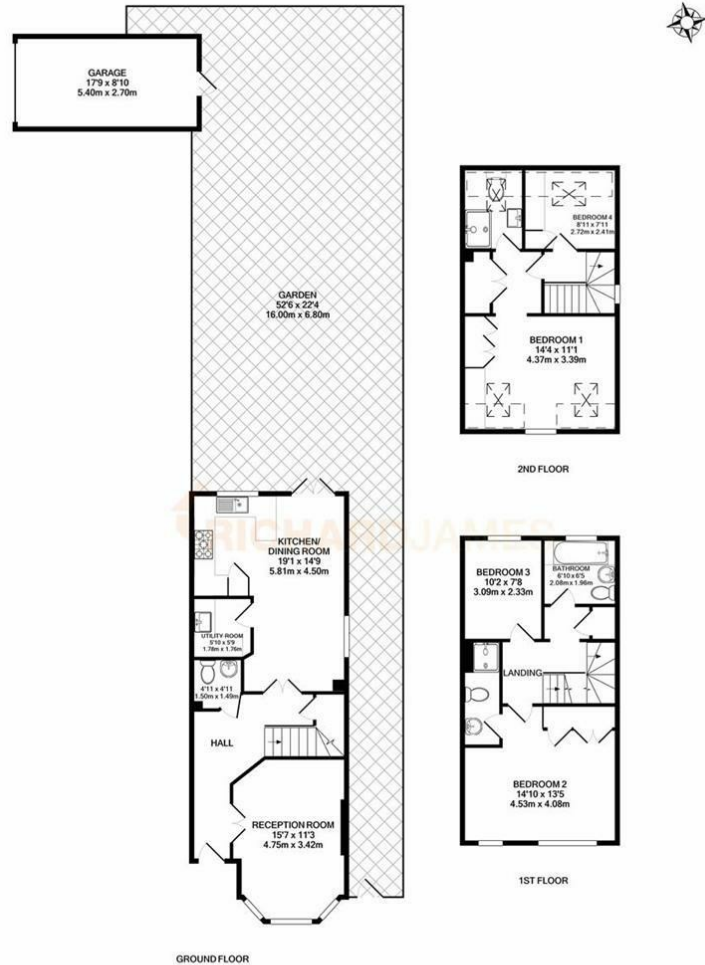 GARAGE
17'9 x 8'10
5.40m x 2.70m
GARDEN
52'6 x 22'4
16.00m x 6.80m
BEDROOM 4
8'11 x 7'11
2.72m x 2.41m
BEDROOM 1
14'4 x 11'1
4.37m x 3.39m
2ND FLOOR
RICHARD JAMES
KITCHEN/
DINING ROOM
19'1 x 14'9
5.81m x 4.50m
UTILITY ROOM
5'10 x 5'9
1.78m x 1.76m
4'11 x 4'11
1.50m x 1.49m
HALL
RECEPTION ROOM
15'7 x 11'3
4.75m x 3.42m
GROUND FLOOR
BEDROOM 3
10'2 x 7'8
3.09m x 2.33m
BATHROOM
6'10 x 6'5
2.08m x 1.96m
LANDING
BEDROOM 2
14'10 x 13'5
4.53m x 4.08m
1ST FLOOR